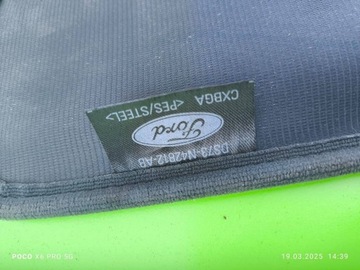 CXBGA <PES/STEEL>
Ford
DS73-N42812-AB
POCO X6 PRO 5G
19.03.2025 14:39